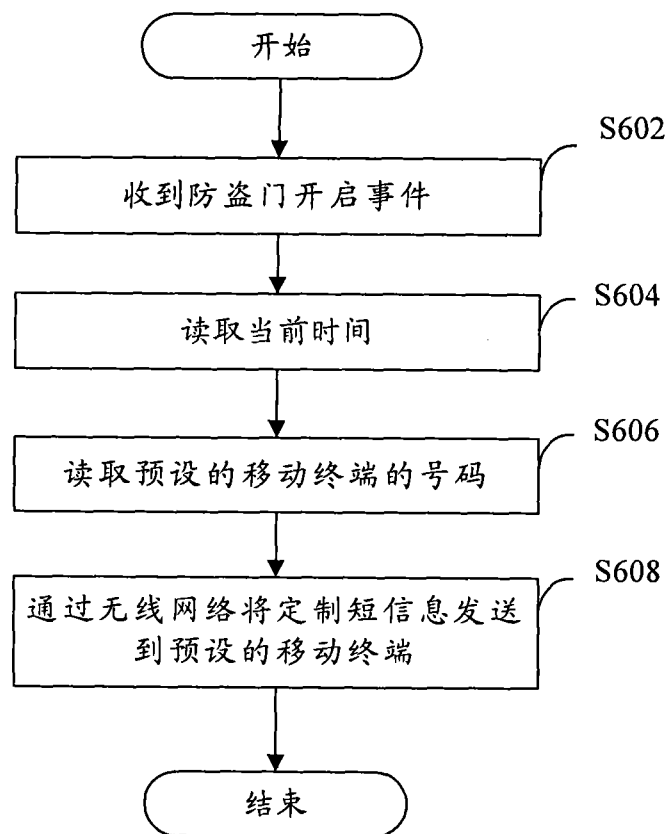 开始
S602
收到防盗门开启事件
S604
读取当前时间
S606
读取预设的移动终端的号码
S608
通过无线网络将定制短信息发送
到预设的移动终端
结束